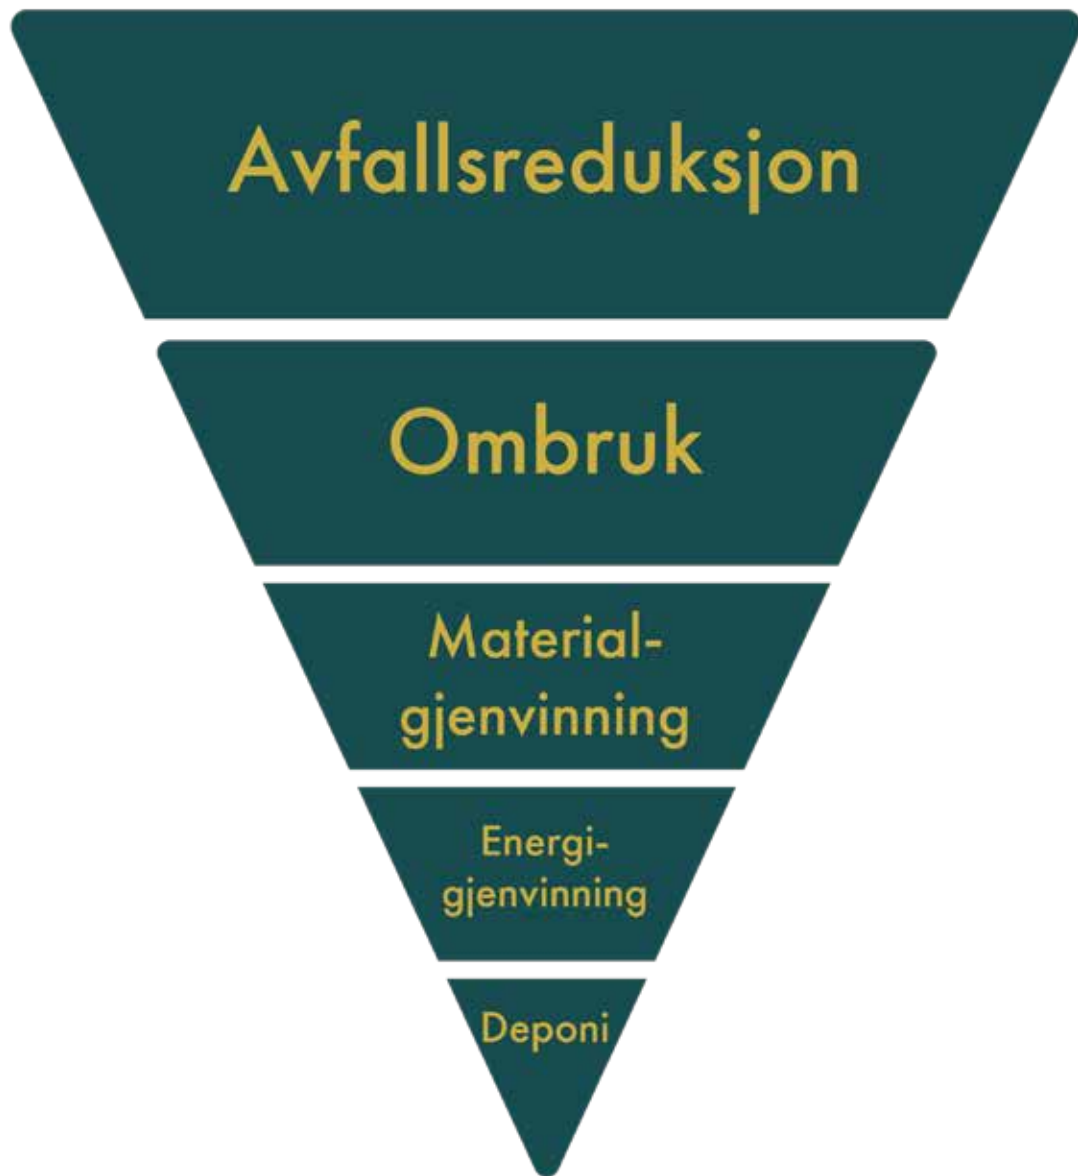 Avfallsreduksjon
Ombruk
Material-
gjenvinning
Energi-
gjenvinning
Deponi